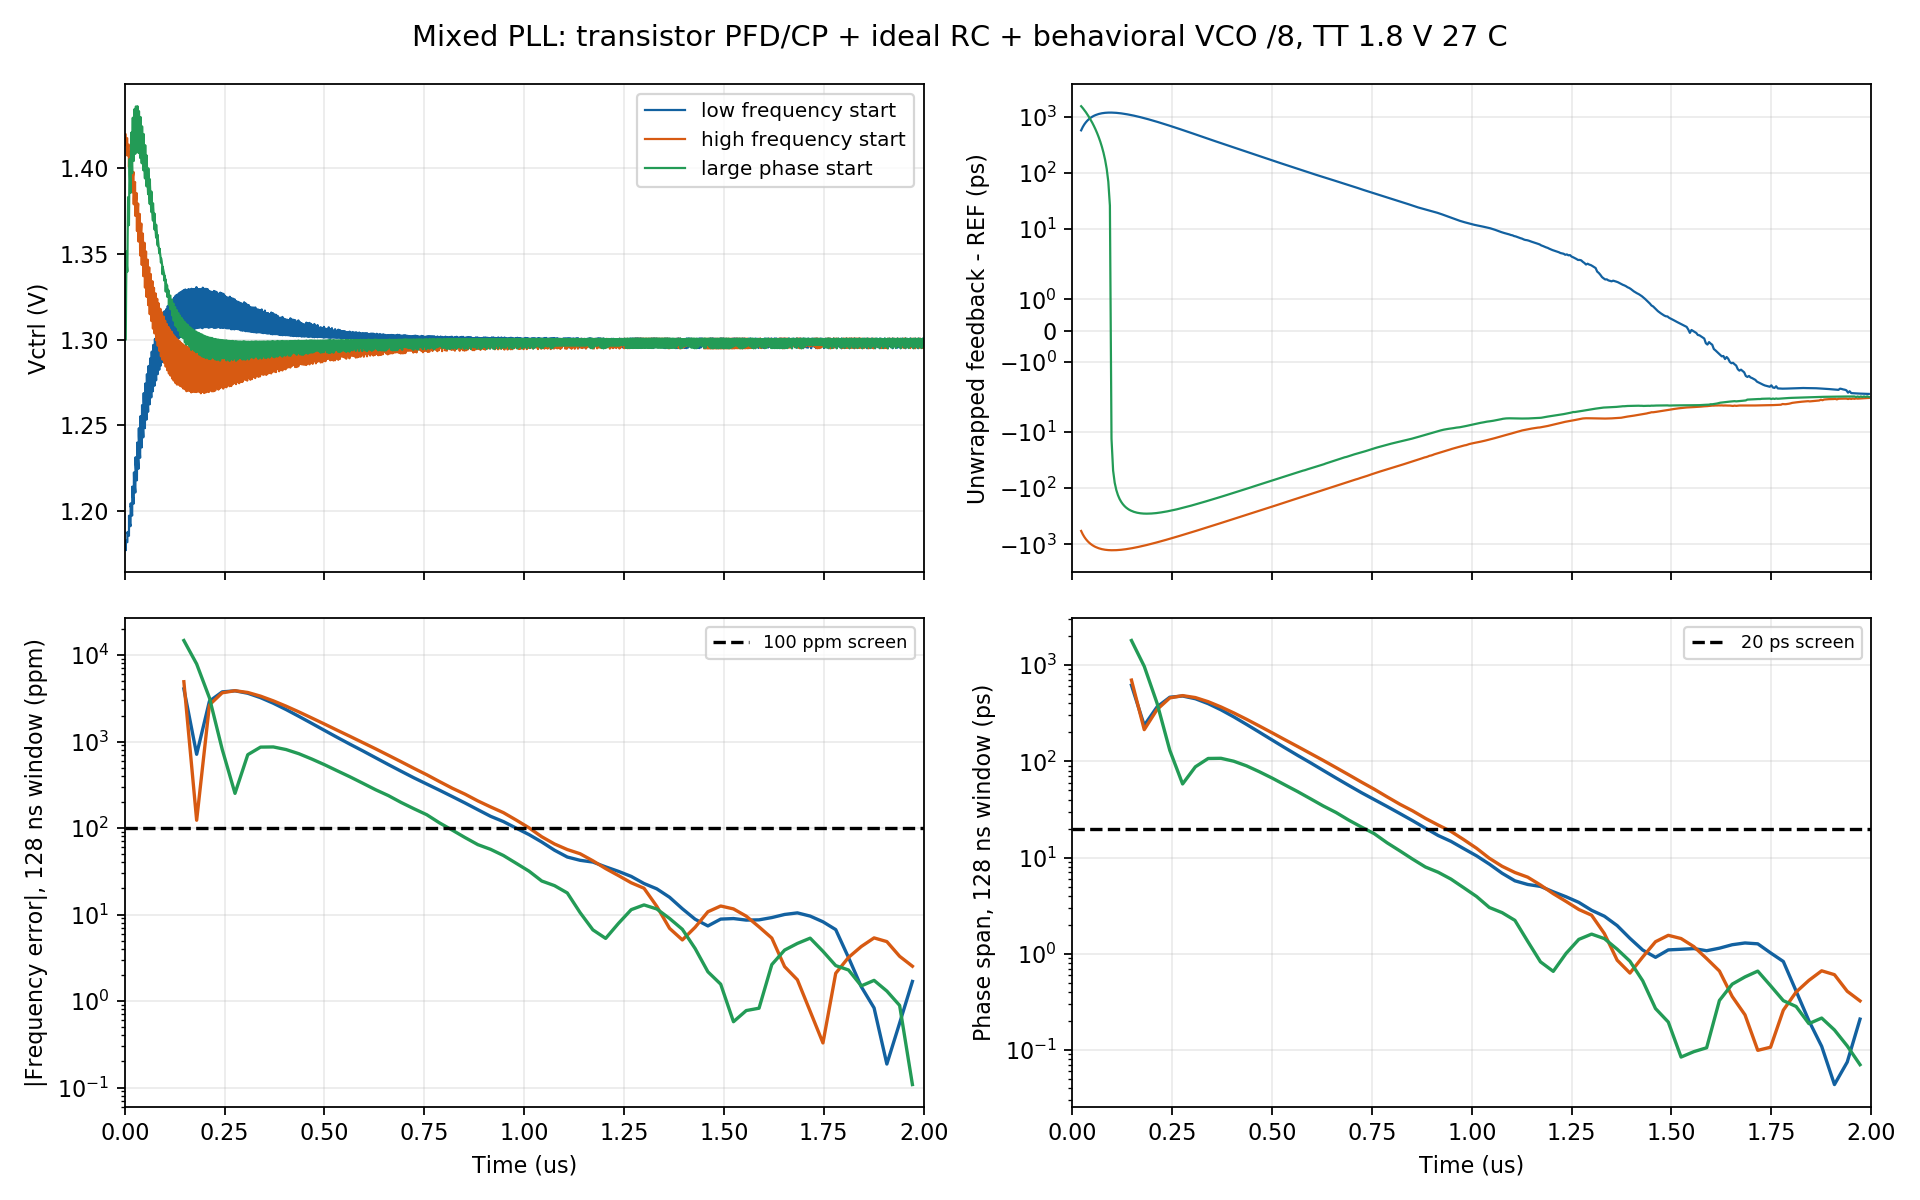 Mixed PLL: transistor PFD/CP + ideal RC + behavioral VCO /8, TT 1.8 V 27 C
Vctrl (V)
1.40
1.35
1.30
1.25
1.20
low frequency start
high frequency start
large phase start
Unwrapped feedback - REF (ps)
10³
10²
10¹
10⁰
0
−10⁰
−10¹
−10²
−10³
|Frequency error|, 128 ns window (ppm)
10⁴
10³
10²
10¹
10⁰
10⁻¹
100 ppm screen
0.00 0.25 0.50 0.75 1.00 1.25 1.50 1.75 2.00
Time (us)
Phase span, 128 ns window (ps)
10³
10²
10¹
10⁰
10⁻¹
20 ps screen
0.00 0.25 0.50 0.75 1.00 1.25 1.50 1.75 2.00
Time (us)